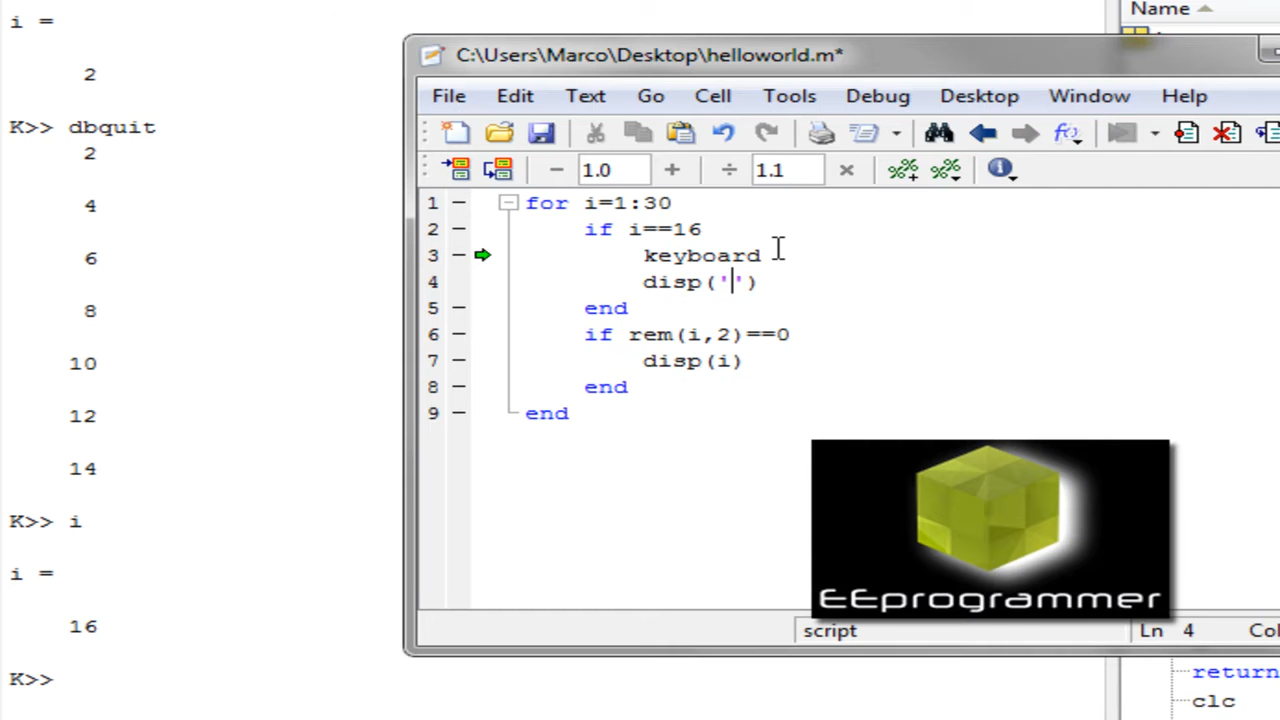 i =
2
K>> dbquit
2
4
6
8
10
12
14
K>> i
i =
16
K>>
Name
C:\Users\Marco\Desktop\helloworld.m*
File Edit Text Go Cell Tools Debug Desktop Window Help
1.0 1.1
1 for i=1:30
2 if i==16
3 keyboard
4 disp('')
5 end
6 if rem(i,2)==0
7 disp(i)
8 end
9 end
EEprogrammer
script Ln 4
return
clc